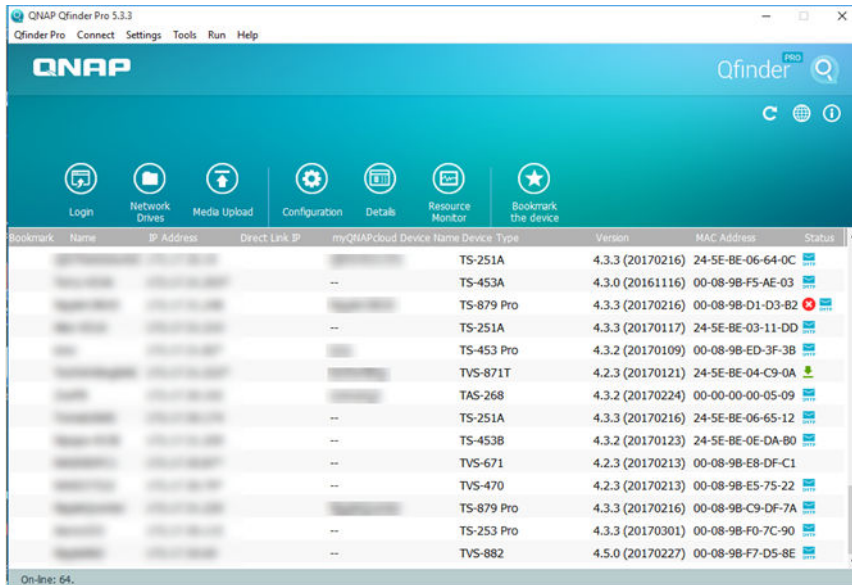 QNAP Qfinder Pro 5.3.3
Qfinder Pro Connect Settings Tools Run Help
QNAP Qfinder PRO
Login Network Drives Media Upload Configuration Details Resource Monitor Bookmark the device
Bookmark Name IP Address Direct Link IP myQNAPcloud Device Name Device Type Version MAC Address Status
TS-251A 4.3.3 (20170216) 24-5E-BE-06-64-0C
-- TS-453A 4.3.0 (20161116) 00-08-9B-F5-AE-03
TS-879 Pro 4.3.3 (20170216) 00-08-9B-D1-D3-B2
-- TS-251A 4.3.3 (20170117) 24-5E-BE-03-11-DD
TS-453 Pro 4.3.2 (20170109) 00-08-9B-ED-3F-3B
TVS-871T 4.2.3 (20170121) 24-5E-BE-04-C9-0A
TAS-268 4.3.2 (20170224) 00-00-00-00-05-09
-- TS-251A 4.3.3 (20170216) 24-5E-BE-06-65-12
-- TS-453B 4.3.2 (20170123) 24-5E-BE-0E-DA-B0
-- TVS-671 4.2.3 (20170213) 00-08-9B-E8-DF-C1
-- TVS-470 4.2.3 (20170213) 00-08-9B-E5-75-22
TS-879 Pro 4.3.3 (20170216) 00-08-9B-C9-DF-7A
-- TS-253 Pro 4.3.3 (20170301) 00-08-9B-F0-7C-90
-- TVS-882 4.5.0 (20170227) 00-08-9B-F7-D5-8E
On-line: 64.